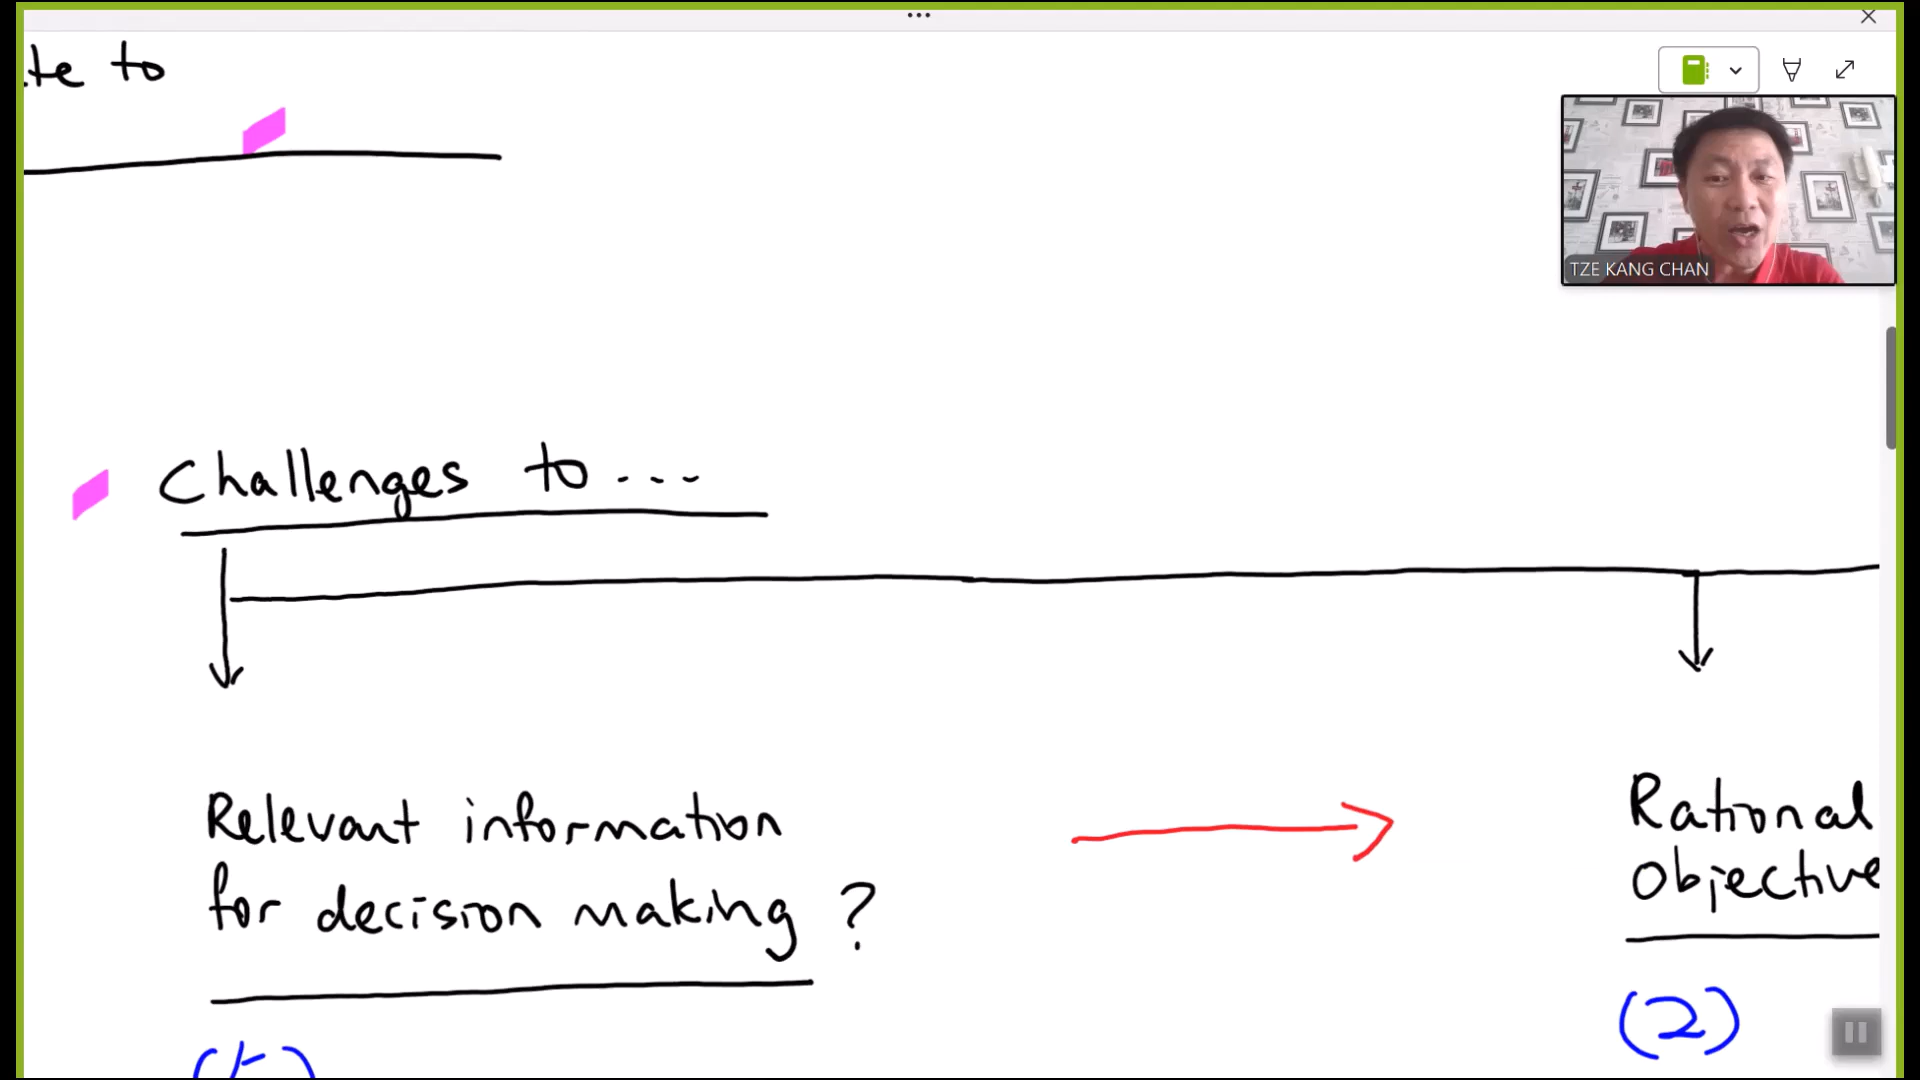 te to
TZE KANG CHAN
Challenges to ...
Relevant information
for decision making ?
Rational
objective
(2)